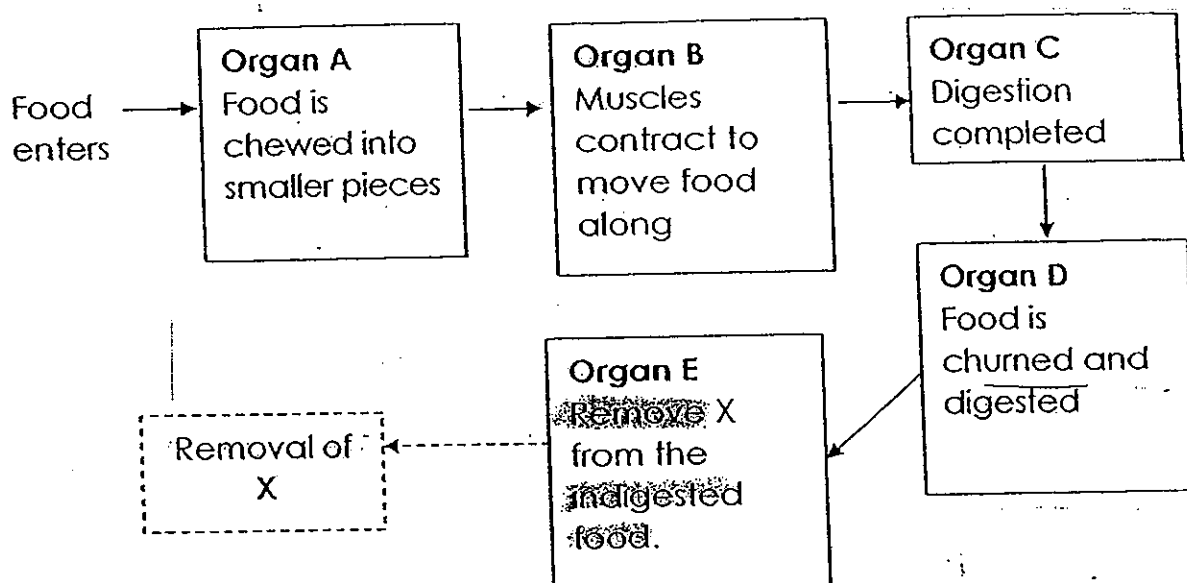 Food
enters
Organ A
Food is
chewed into
smaller pieces
Organ B
Muscles
contract to
move food
along
Organ C
Digestion
completed
Organ D
Food is
churned and
digested
Organ E
Remove X
from the
indigested
food.
Removal of
X